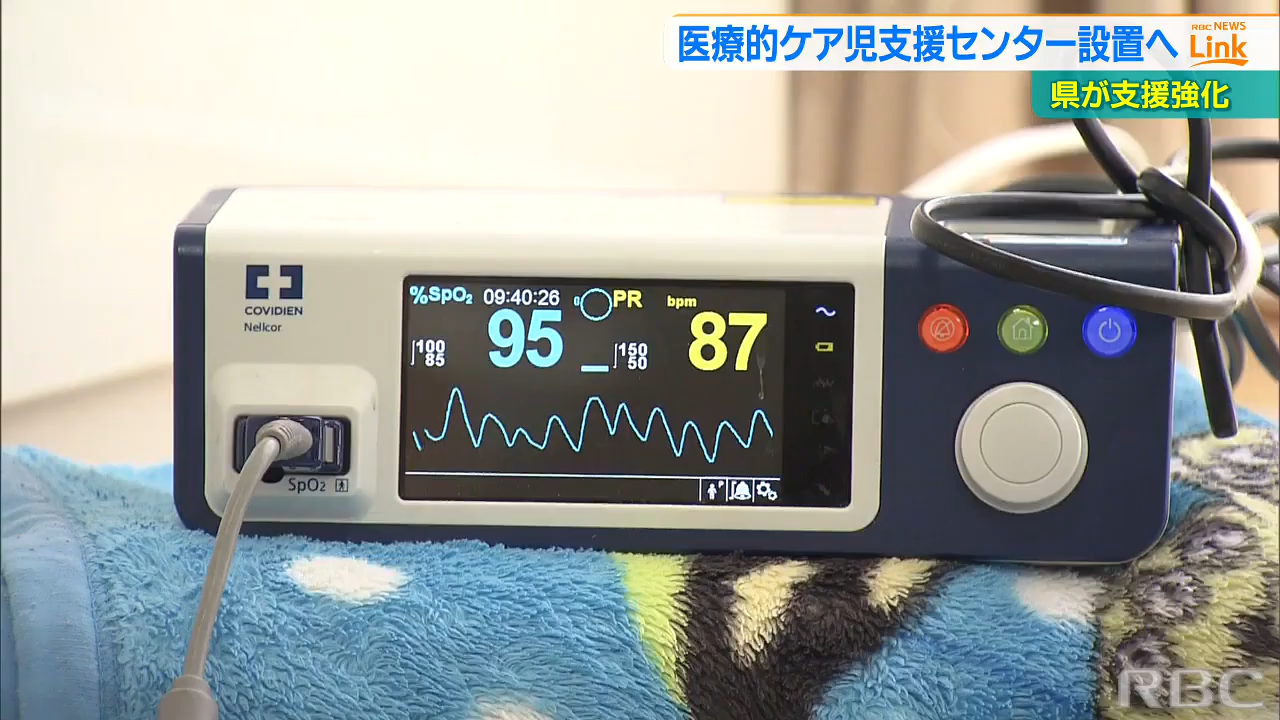 医療的ケア児支援センター設置へ
RBC NEWS
Link
県が支援強化
COVIDIEN
Nellcor
%SpO₂ 09:40:26 PR bpm
100
85
95
150
50
87
SpO₂
RBC